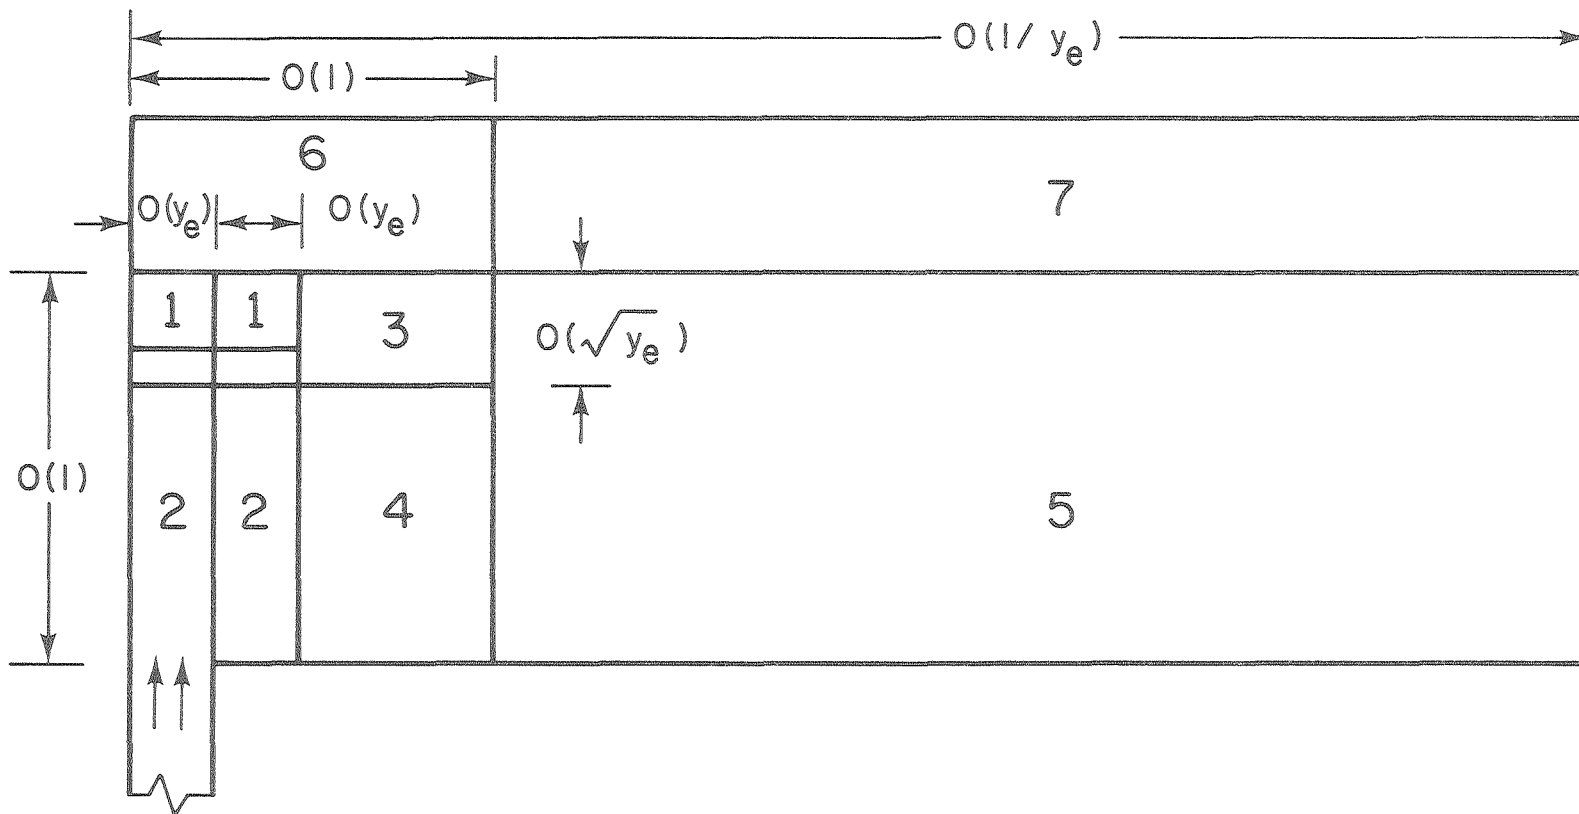 O(1/ y_e)
O(1)
6
7
O(y_e) O(y_e)
1 1 3
O(√y_e)
O(1)
2 2 4 5